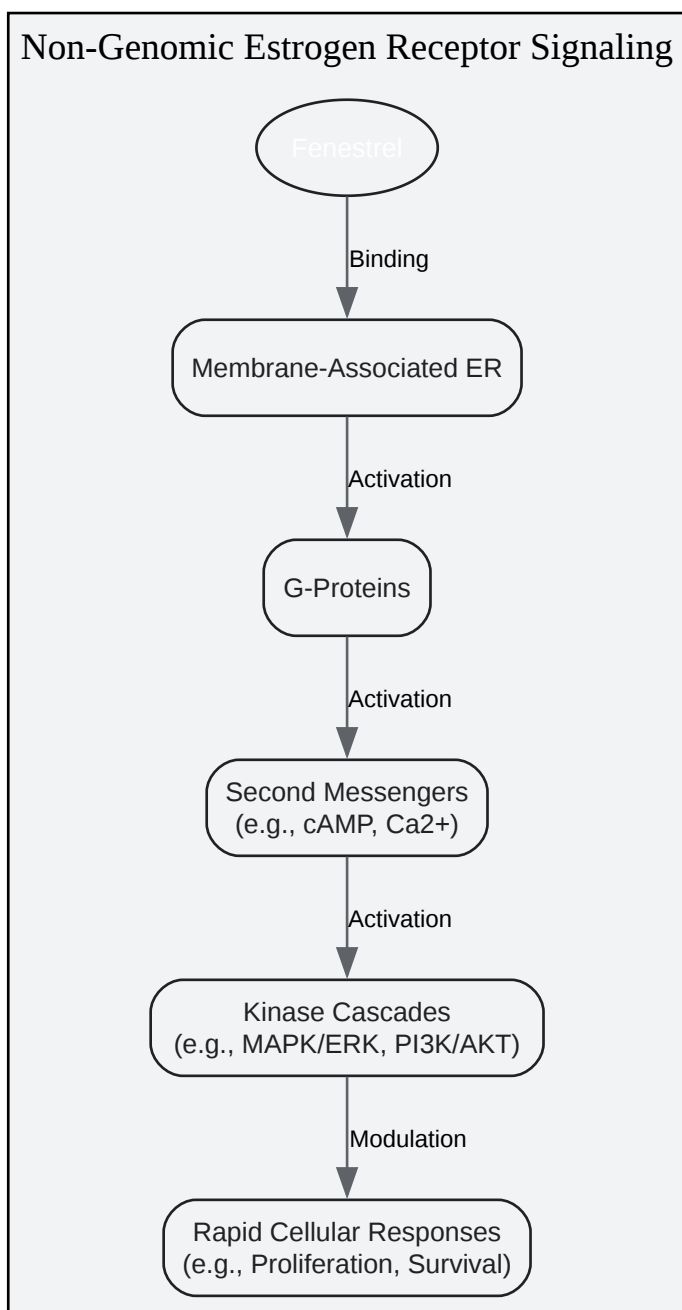 Non-Genomic Estrogen Receptor Signaling
Fenestrel
Binding
Membrane-Associated ER
Activation
G-Proteins
Activation
Second Messengers
(e.g., cAMP, Ca2+)
Activation
Kinase Cascades
(e.g., MAPK/ERK, PI3K/AKT)
Modulation
Rapid Cellular Responses
(e.g., Proliferation, Survival)